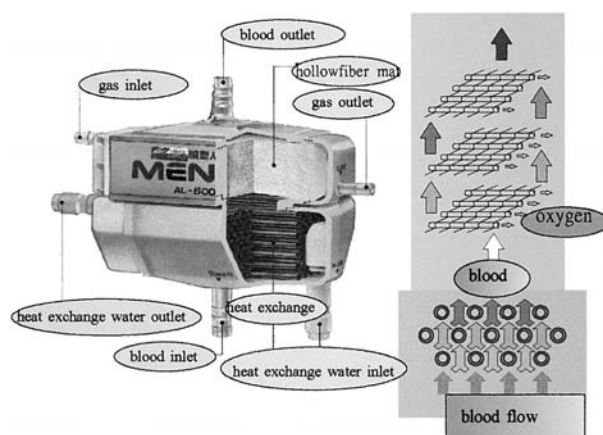 blood outlet
gas inlet
hollowfiber mat
gas outlet
MEN
AL-600
oxygen
blood
heat exchange water outlet
heat exchange
blood inlet
heat exchange water inlet
blood flow